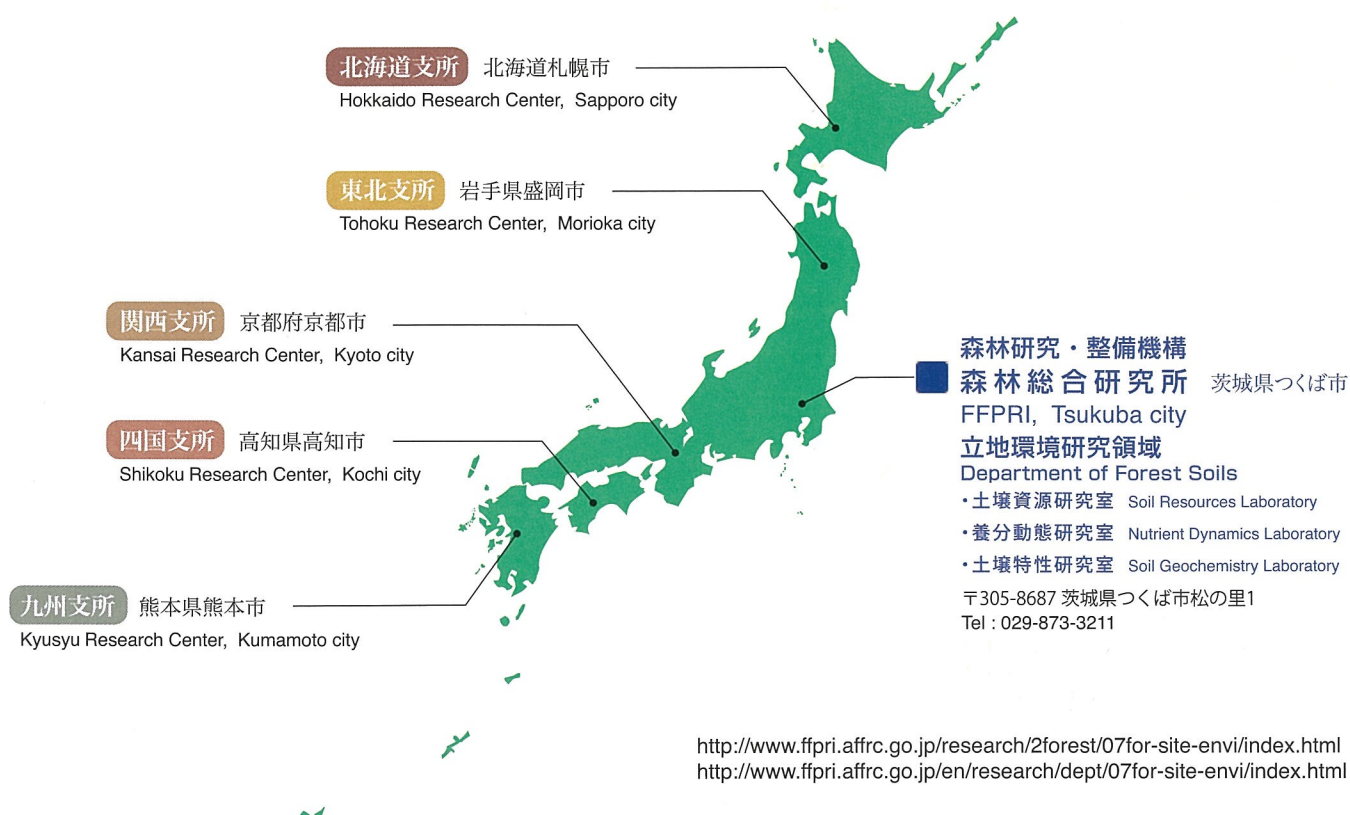 北海道支所 北海道札幌市
Hokkaido Research Center, Sapporo city
東北支所 岩手県盛岡市
Tohoku Research Center, Morioka city
関西支所 京都府京都市
Kansai Research Center, Kyoto city
四国支所 高知県高知市
Shikoku Research Center, Kochi city
九州支所 熊本県熊本市
Kyusyu Research Center, Kumamoto city
森林研究・整備機構
森林総合研究所 茨城県つくば市
FFPRI, Tsukuba city
立地環境研究領域
Department of Forest Soils
・土壌資源研究室 Soil Resources Laboratory
・養分動態研究室 Nutrient Dynamics Laboratory
・土壌特性研究室 Soil Geochemistry Laboratory
〒305-8687 茨城県つくば市松の里1
Tel : 029-873-3211
http://www.ffpri.affrc.go.jp/research/2forest/07for-site-envi/index.html
http://www.ffpri.affrc.go.jp/en/research/dept/07for-site-envi/index.html